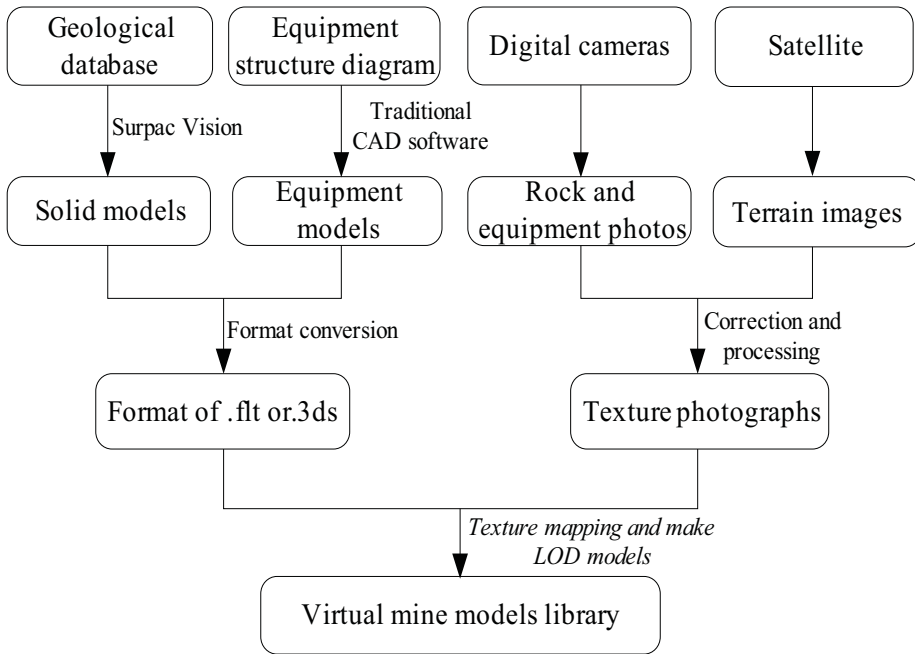 Geological
database
Equipment
structure diagram
Digital cameras
Satellite
Surpac Vision
Traditional
CAD software
Solid models
Equipment
models
Rock and
equipment photos
Terrain images
Format conversion
Correction and
processing
Format of .flt or.3ds
Texture photographs
Texture mapping and make
LOD models
Virtual mine models library